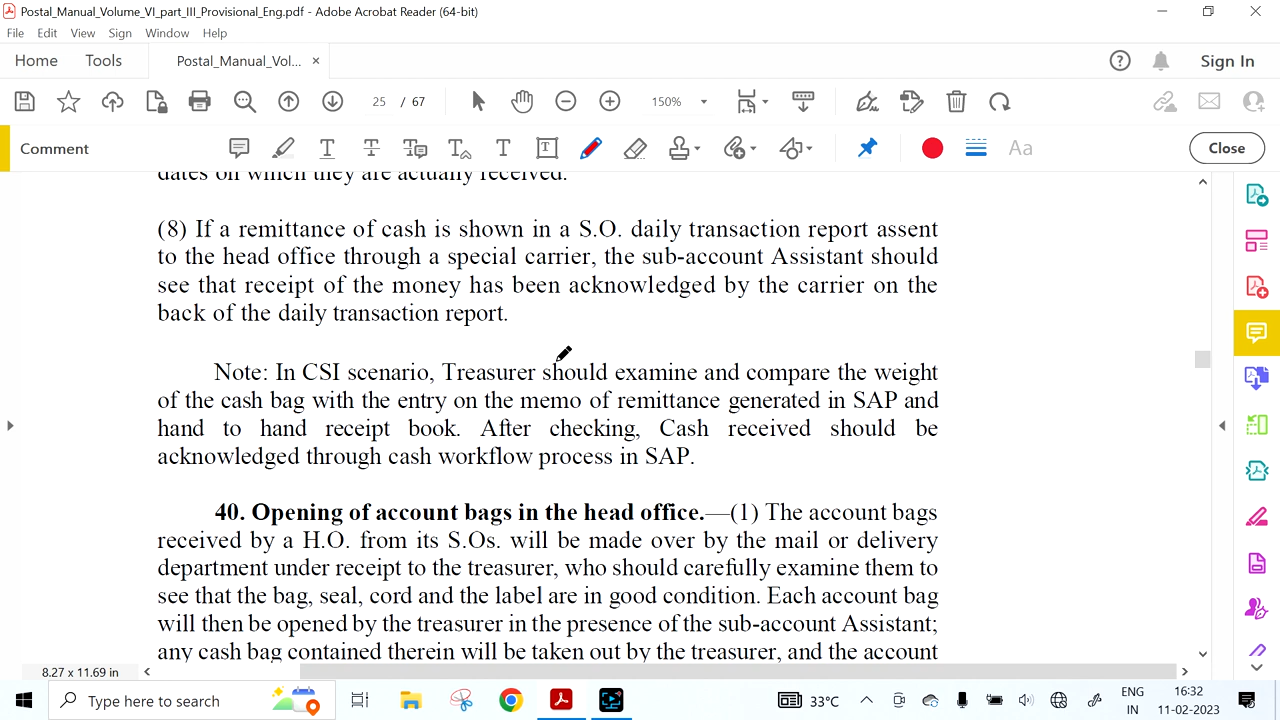 Postal_Manual_Volume_VI_part_III_Provisional_Eng.pdf - Adobe Acrobat Reader (64-bit)
File Edit View Sign Window Help
Home Tools Postal_Manual_Vol... × Sign In
25 / 67 150%
Comment Aa Close
dates on which they are actually received.
(8) If a remittance of cash is shown in a S.O. daily transaction report assent
to the head office through a special carrier, the sub-account Assistant should
see that receipt of the money has been acknowledged by the carrier on the
back of the daily transaction report.
Note: In CSI scenario, Treasurer should examine and compare the weight
of the cash bag with the entry on the memo of remittance generated in SAP and
hand to hand receipt book. After checking, Cash received should be
acknowledged through cash workflow process in SAP.
40. Opening of account bags in the head office.—(1) The account bags
received by a H.O. from its S.Os. will be made over by the mail or delivery
department under receipt to the treasurer, who should carefully examine them to
see that the bag, seal, cord and the label are in good condition. Each account bag
will then be opened by the treasurer in the presence of the sub-account Assistant;
any cash bag contained therein will be taken out by the treasurer, and the account
8.27 x 11.69 in
Type here to search 33°C ENG 16:32
IN 11-02-2023